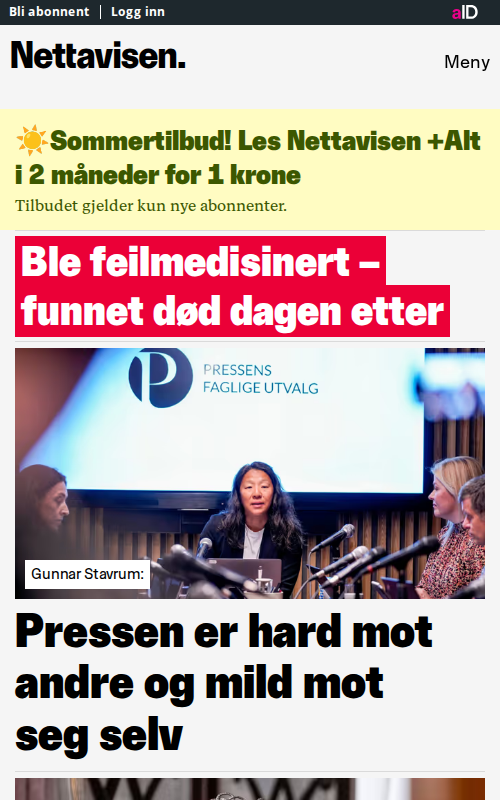 Bli abonnent | Logg inn
aID
Nettavisen.
Meny
☀️Sommertilbud! Les Nettavisen +Alt
i 2 måneder for 1 krone
Tilbudet gjelder kun nye abonnenter.
Ble feilmedisinert –
funnet død dagen etter
PRESSENS
FAGLIGE UTVALG
Gunnar Stavrum:
Pressen er hard mot
andre og mild mot
seg selv